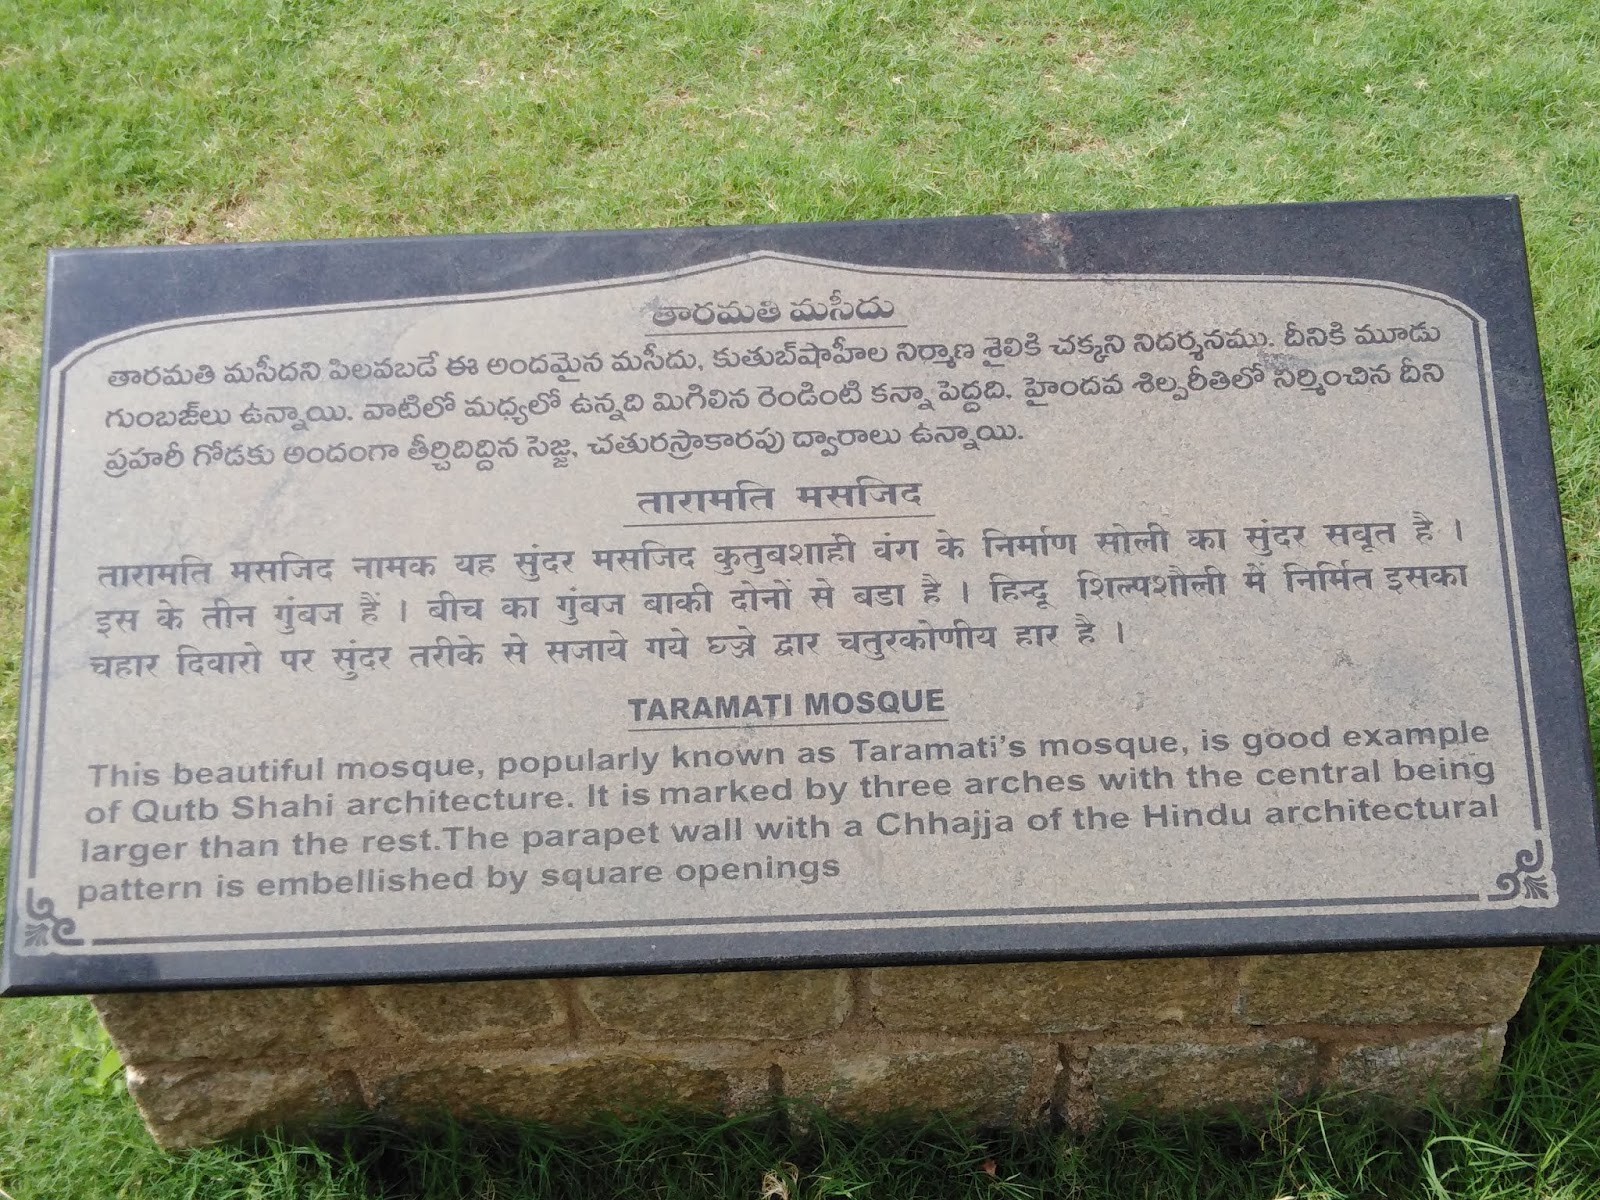 తారమతి మసీదు
తారమతి మసీదని పిలవబడే ఈ అందమైన మసీదు, కుతుబ్‌షాహీల నిర్మాణ శైలికి చక్కని నిదర్శనము. దీనికి మూడు
గుంబజ్‌లు ఉన్నాయి. వాటిలో మధ్యలో ఉన్నది మిగిలిన రెండింటి కన్నా పెద్దది. హైందవ శిల్పరీతిలో నిర్మించిన దీని
ప్రహరీ గోడకు అందంగా తీర్చిదిద్దిన సెజ్జ, చతురస్రాకారపు ద్వారాలు ఉన్నాయి.
तारामति मसजिद
तारामति मसजिद नामक यह सुंदर मसजिद कुतुबशाही वंश के निर्माण सोली का सुंदर सवूत है ।
इस के तीन गुंबज हैं । बीच का गुंबज बाकी दोनों से बडा है । हिन्दू शिल्पशौली में निर्मित इसका
चहार दिवारो पर सुंदर तरीके से सजाये गये छज्जे द्वार चतुरकोणीय हार है ।
TARAMATI MOSQUE
This beautiful mosque, popularly known as Taramati's mosque, is good example
of Qutb Shahi architecture. It is marked by three arches with the central being
larger than the rest.The parapet wall with a Chhajja of the Hindu architectural
pattern is embellished by square openings